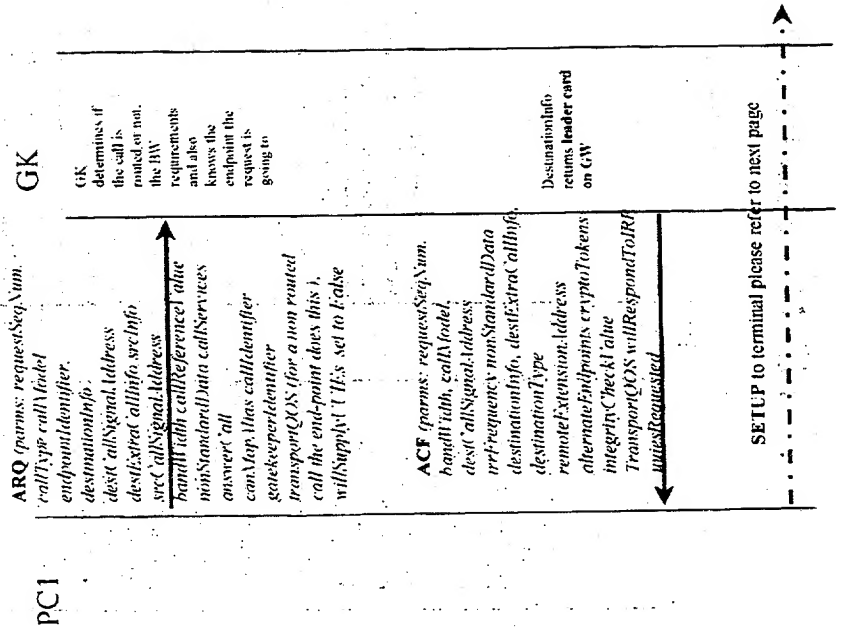 PC1
GK
ARQ (parms: requestSeqNum.
callType callModel
endpointIdentifier.
destinationInfo,
destCallSignalAddress
destExtraCallInfo srcInfo
srcCallSignalAddress
bandWidth callReferenceValue
nonStandardData callServices
answerCall
canMapAlias callIdentifier
gatekeeperIdentifier
transportQOS (for a non routed
call the end-point does this ).
willSupplyUUIEs set to False
GK
determines if
the call is
routed or not.
the BW
requirements
and also
knows the
endpoint the
request is
going to
ACF (parms: requestSeqNum.
bandWidth, callModel,
destCallSignalAddress
irrFrequency nonStandardData
destinationInfo, destExtraCallInfo,
destinationType
remoteExtensionAddress
alternateEndpoints cryptoTokens
integrityCheckValue
TransportQOS willRespondToIRR
uuiesRequested
DestinationInfo
returns leader card
on GW
SETUP to terminal please refer to next page